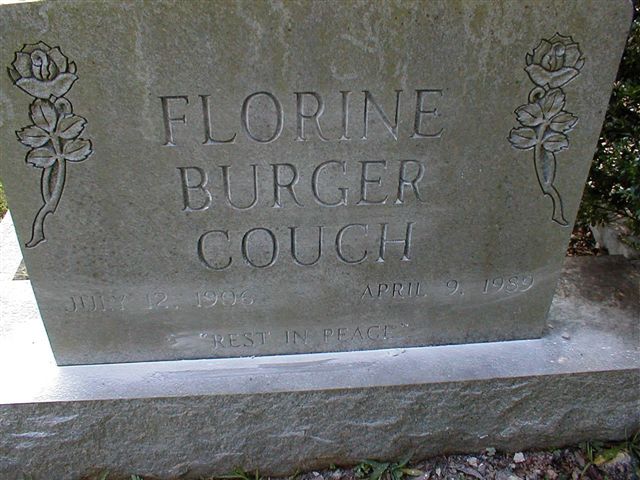 FLORINE
BURGER
COUCH
JULY 12, 1906 APRIL 9, 1989
"REST IN PEACE"